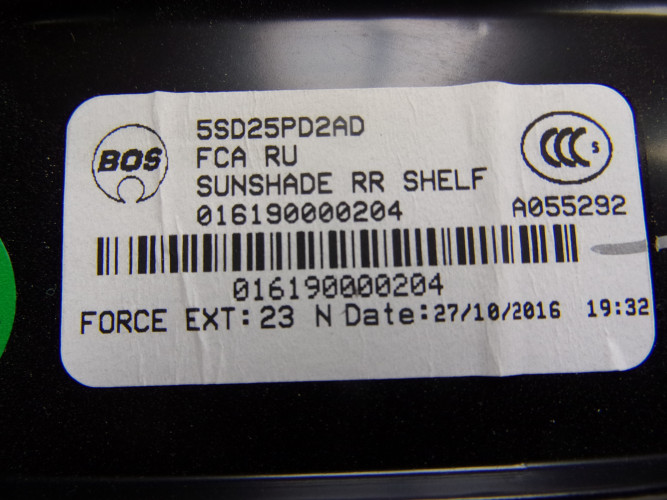 BOS
5SD25PD2AD
FCA RU
SUNSHADE RR SHELF
016190000204
CCC S
A055292
016190000204
FORCE EXT: 23 N Date: 27/10/2016 19:32